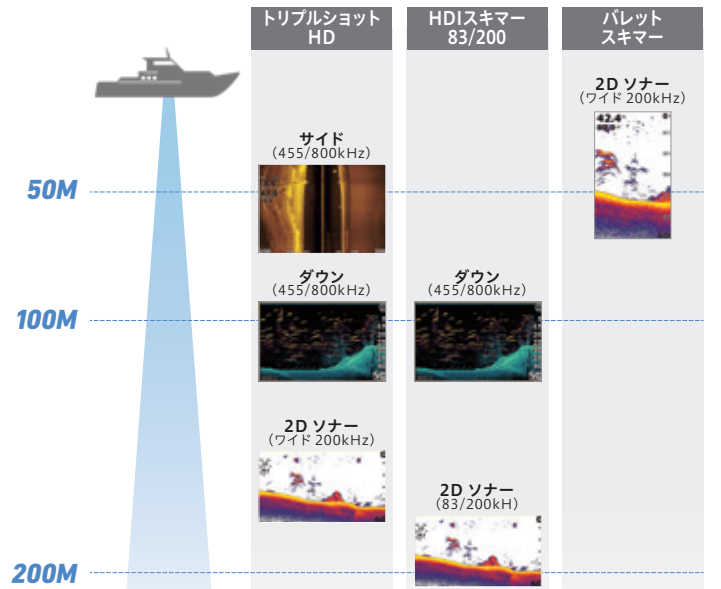 トリプルショット
HD
HDIスキマー
83/200
バレット
スキマー
2D ソナー
(ワイド 200kHz)
42.4
サイド
(455/800kHz)
50M
ダウン
(455/800kHz)
ダウン
(455/800kHz)
100M
2D ソナー
(ワイド 200kHz)
2D ソナー
(83/200kH)
200M